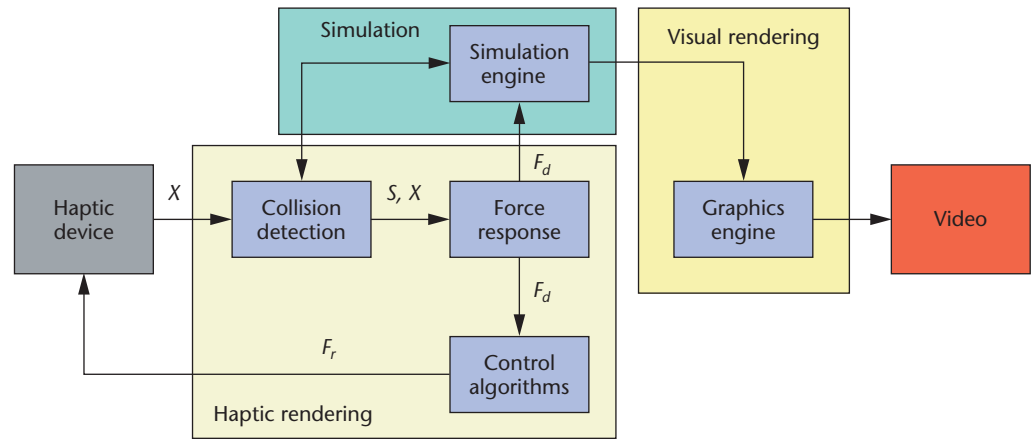 Simulation
Simulation
engine
Visual rendering
F_d
Haptic
device
X
Collision
detection
S, X
Force
response
Graphics
engine
Video
F_d
F_r
Control
algorithms
Haptic rendering